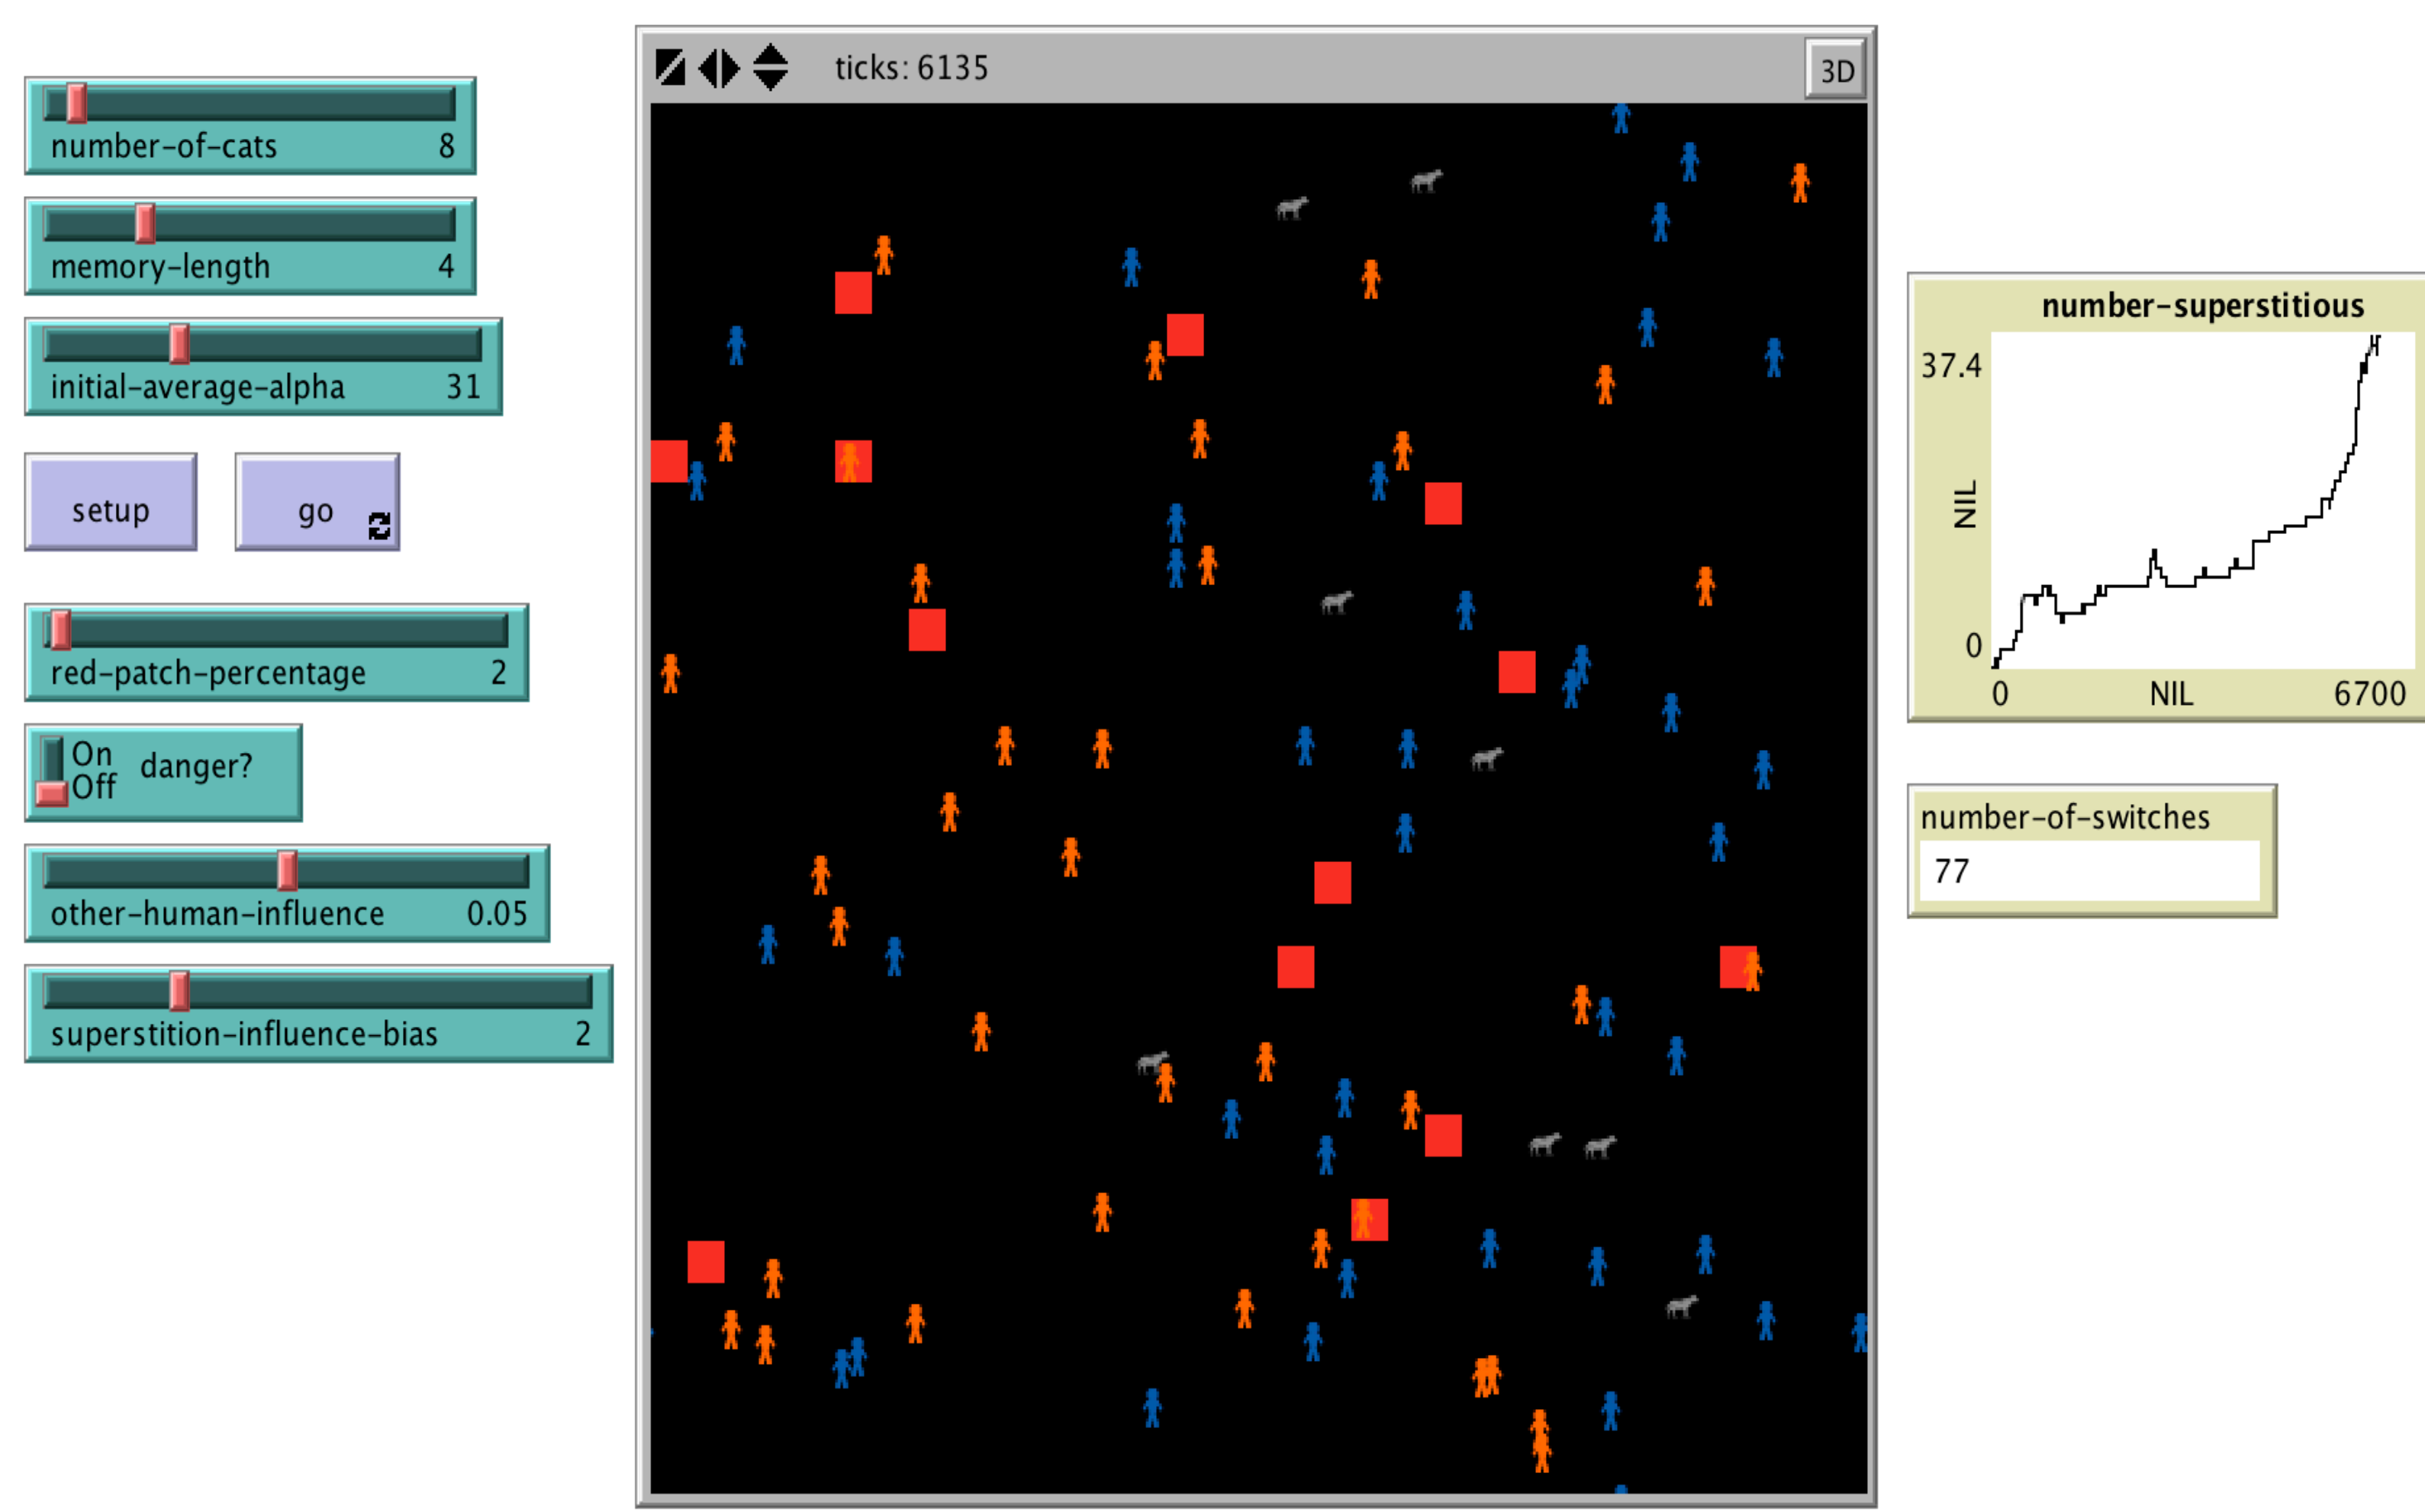 number-of-cats 8
memory-length 4
initial-average-alpha 31
setup
go
red-patch-percentage 2
On
Off
danger?
other-human-influence 0.05
superstition-influence-bias 2
ticks: 6135
3D
number-superstitious
37.4
NIL
0
0 NIL 6700
number-of-switches
77